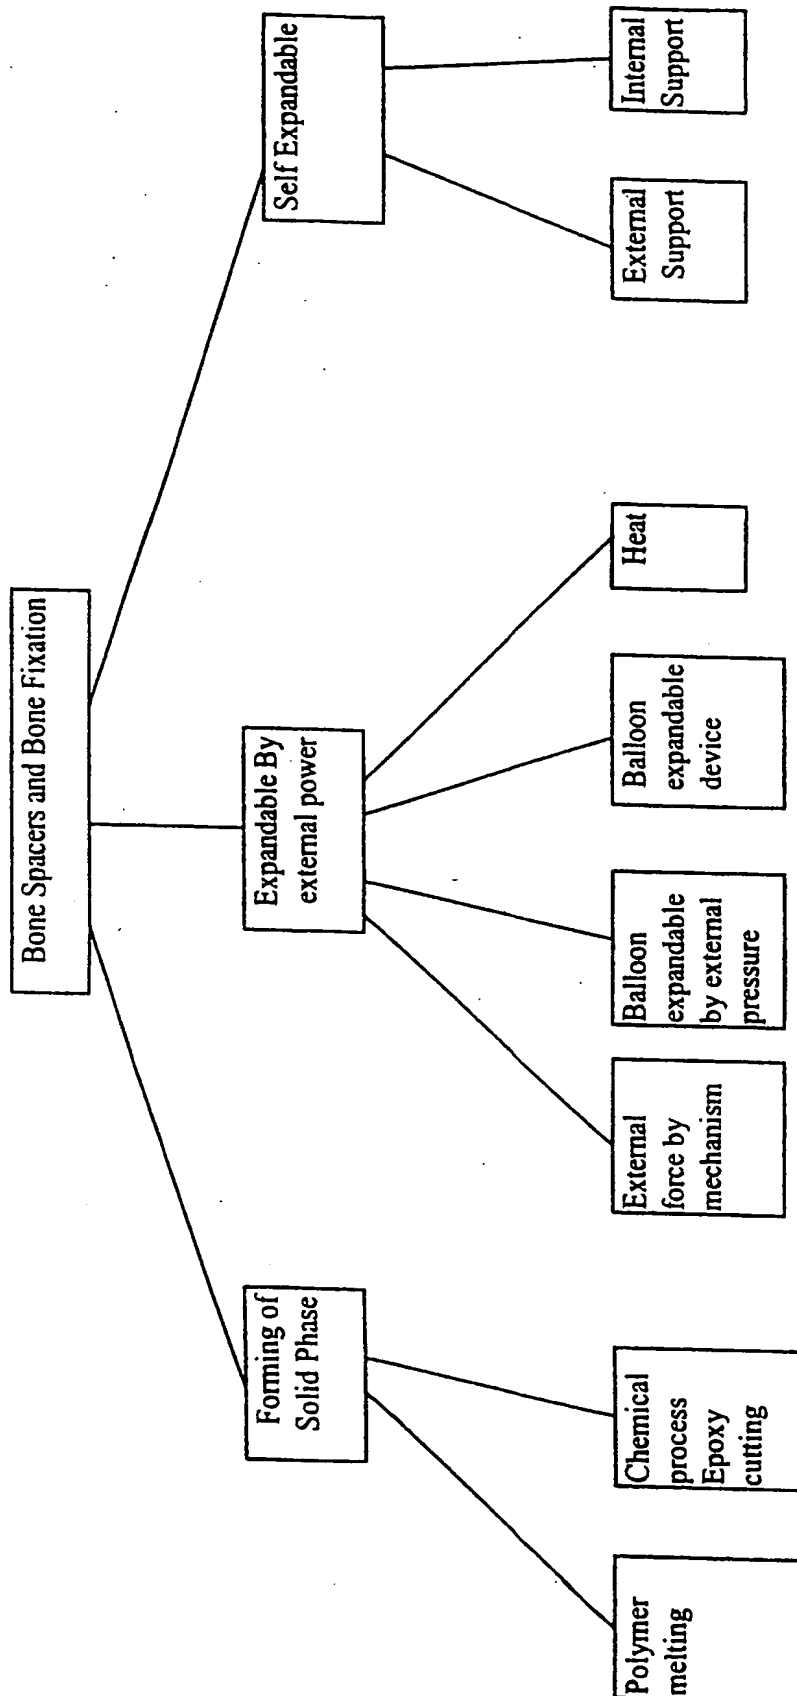 Bone Spacers and Bone Fixation
Forming of
Solid Phase
Expandable By
external power
Self Expandable
Polymer
melting
Chemical
process
Epoxy
cutting
External
force by
mechanism
Balloon
expandable
by external
pressure
Balloon
expandable
device
Heat
External
Support
Internal
Support